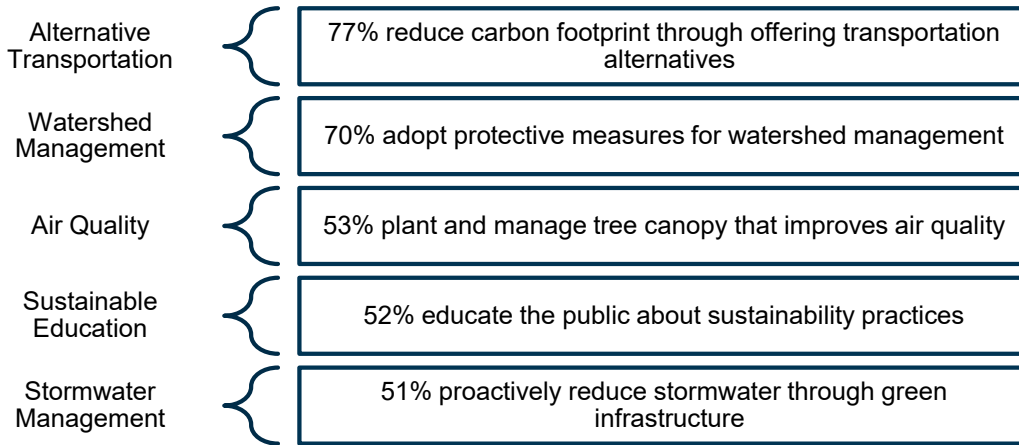 Alternative
Transportation
77% reduce carbon footprint through offering transportation
alternatives
Watershed
Management
70% adopt protective measures for watershed management
Air Quality
53% plant and manage tree canopy that improves air quality
Sustainable
Education
52% educate the public about sustainability practices
Stormwater
Management
51% proactively reduce stormwater through green
infrastructure